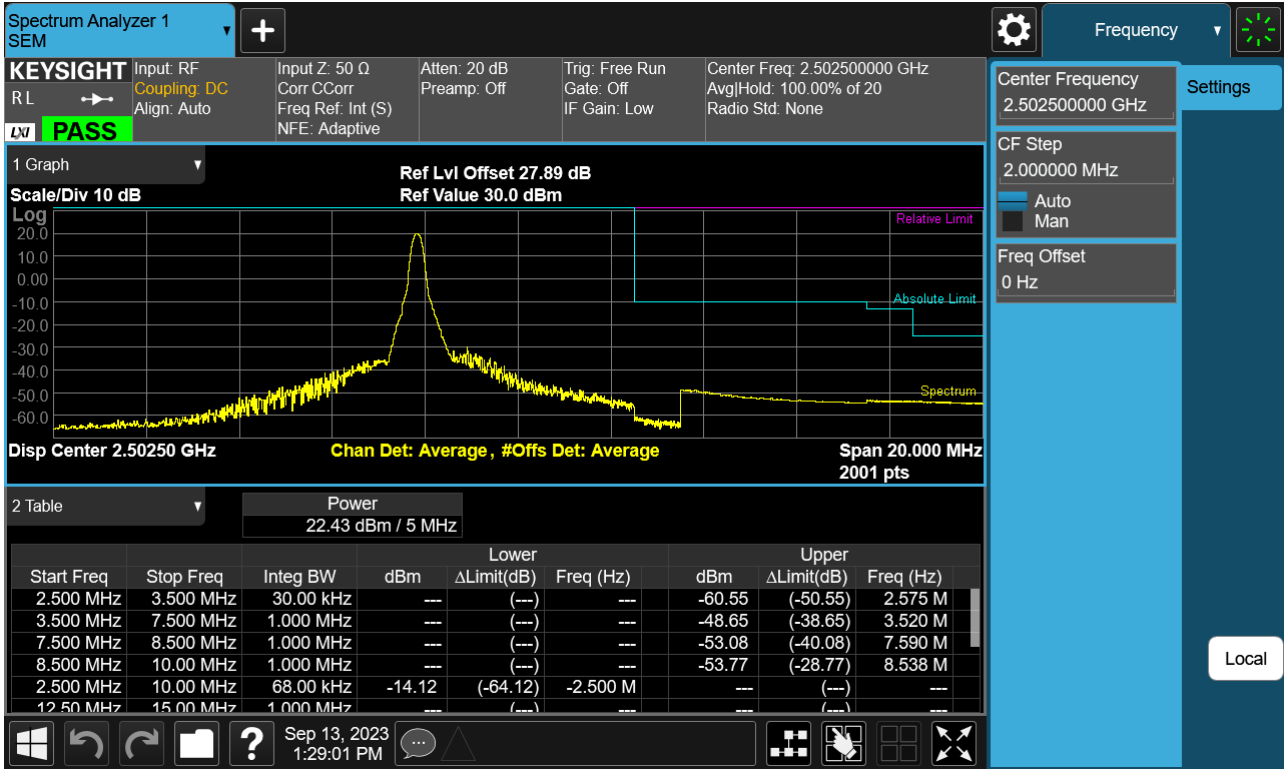 Spectrum Analyzer 1
SEM
+
Frequency
KEYSIGHT
R L
LXI
PASS
Input: RF
Coupling: DC
Align: Auto
Input Z: 50 Ω
Corr CCorr
Freq Ref: Int (S)
NFE: Adaptive
Atten: 20 dB
Preamp: Off
Trig: Free Run
Gate: Off
IF Gain: Low
Center Freq: 2.502500000 GHz
Avg|Hold: 100.00% of 20
Radio Std: None
Center Frequency
2.502500000 GHz
Settings
CF Step
2.000000 MHz
Auto
Man
Freq Offset
0 Hz
1 Graph
Scale/Div 10 dB
Ref Lvl Offset 27.89 dB
Ref Value 30.0 dBm
Log
20.0
10.0
0.00
-10.0
-20.0
-30.0
-40.0
-50.0
-60.0
Relative Limit
Absolute Limit
Spectrum
Disp Center 2.50250 GHz
Chan Det: Average , #Offs Det: Average
Span 20.000 MHz
2001 pts
2 Table
Power
22.43 dBm / 5 MHz
Lower Upper
Start Freq Stop Freq Integ BW dBm ΔLimit(dB) Freq (Hz) dBm ΔLimit(dB) Freq (Hz)
2.500 MHz 3.500 MHz 30.00 kHz --- (---) --- -60.55 (-50.55) 2.575 M
3.500 MHz 7.500 MHz 1.000 MHz --- (---) --- -48.65 (-38.65) 3.520 M
7.500 MHz 8.500 MHz 1.000 MHz --- (---) --- -53.08 (-40.08) 7.590 M
8.500 MHz 10.00 MHz 1.000 MHz --- (---) --- -53.77 (-28.77) 8.538 M
2.500 MHz 10.00 MHz 68.00 kHz -14.12 (-64.12) -2.500 M --- (---) ---
12.50 MHz 15.00 MHz 1.000 MHz --- (---) --- --- (---) ---
Local
?
Sep 13, 2023
1:29:01 PM